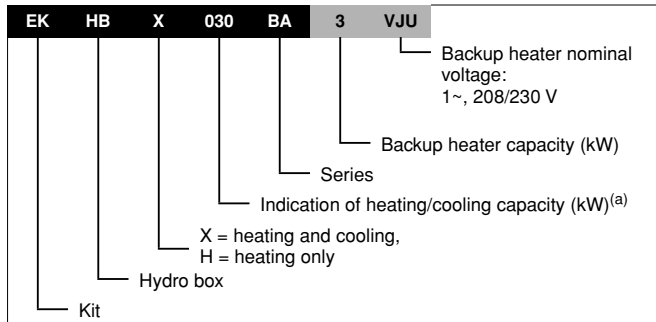 EK HB X 030 BA 3 VJU
Backup heater nominal
voltage:
1~, 208/230 V
Backup heater capacity (kW)
Series
Indication of heating/cooling capacity (kW)(a)
X = heating and cooling,
H = heating only
Hydro box
Kit